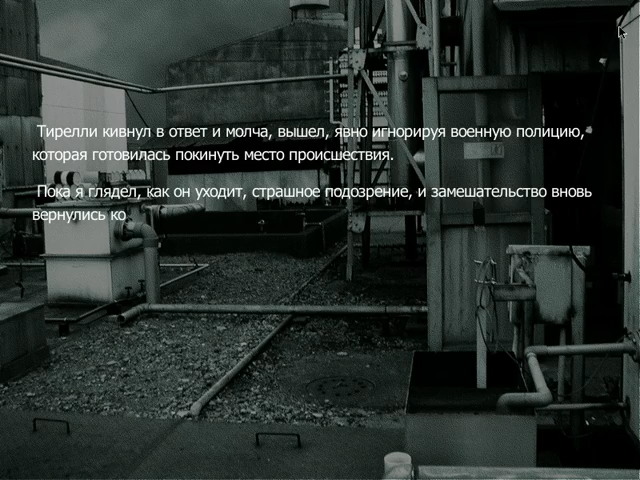 Тирелли кивнул в ответ и молча, вышел, явно игнорируя военную полицию,
которая готовилась покинуть место происшествия.
Пока я глядел, как он уходит, страшное подозрение, и замешательство вновь
вернулись ко